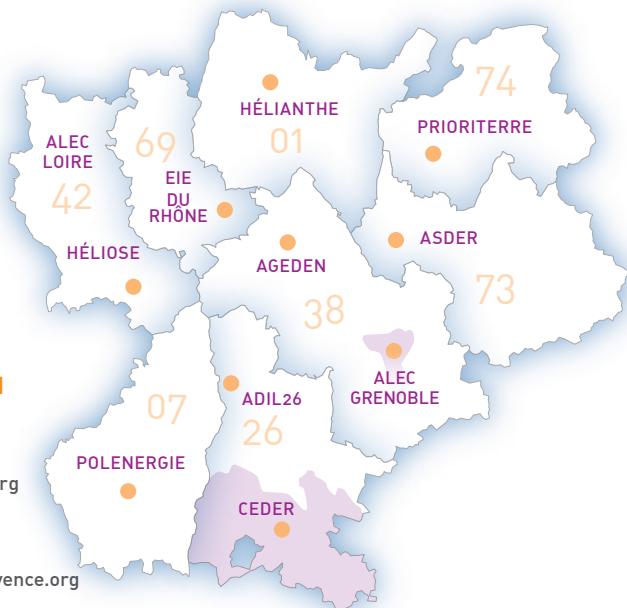 HÉLIANTHE
01
74
PRIORITERRE
ALEC
LOIRE
42
69
EIE
DU
RHÔNE
HÉLIOSE
AGEDEN
38
ASDER
73
ALEC
GRENOBLE
07
ADIL26
26
POLENERGIE
rg
CEDER
vence.org